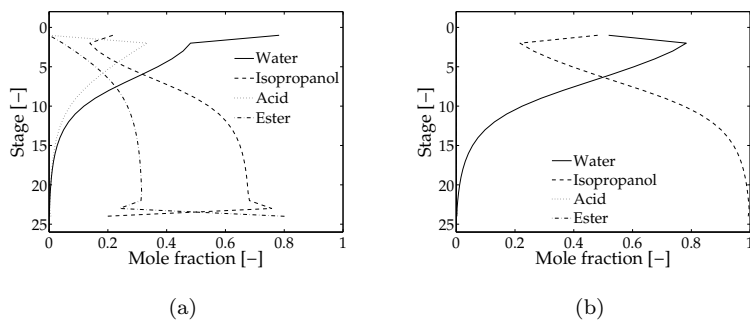 0
5
10
15
20
25
Stage [−]
Water
Isopropanol
Acid
Ester
0
0.2
0.4
0.6
0.8
1
Mole fraction [−]
(a)
0
5
10
15
20
25
Stage [−]
Water
Isopropanol
Acid
Ester
0
0.2
0.4
0.6
0.8
1
Mole fraction [−]
(b)